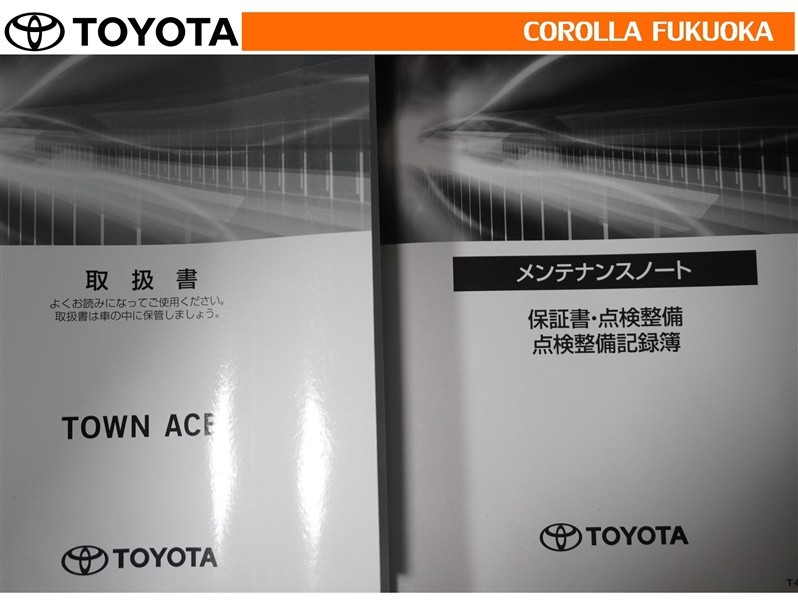 TOYOTA
COROLLA FUKUOKA
取扱書
よくお読みになってご使用ください。
取扱書は車の中に保管しましょう。
TOWN ACE
TOYOTA
メンテナンスノート
保証書・点検整備
点検整備記録簿
TOYOTA